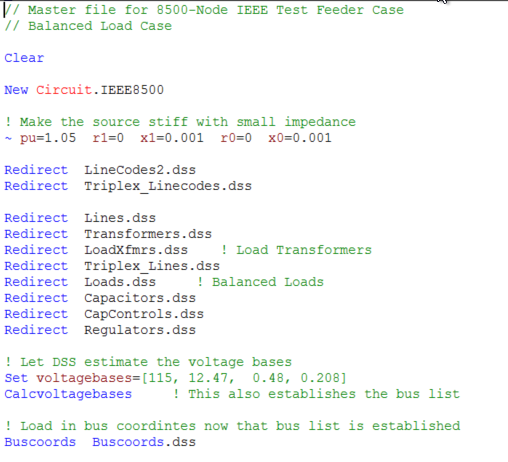 // Master file for 8500-Node IEEE Test Feeder Case
// Balanced Load Case
Clear
New Circuit.IEEE8500
! Make the source stiff with small impedance
~ pu=1.05  r1=0  x1=0.001  r0=0  x0=0.001
Redirect  LineCodes2.dss
Redirect  Triplex_Linecodes.dss
Redirect  Lines.dss
Redirect  Transformers.dss
Redirect  LoadXfmrs.dss    ! Load Transformers
Redirect  Triplex_Lines.dss
Redirect  Loads.dss     ! Balanced Loads
Redirect  Capacitors.dss
Redirect  CapControls.dss
Redirect  Regulators.dss
! Let DSS estimate the voltage bases
Set voltagebases=[115, 12.47,  0.48, 0.208]
Calcvoltagebases     ! This also establishes the bus list
! Load in bus coordintes now that bus list is established
Buscoords  Buscoords.dss